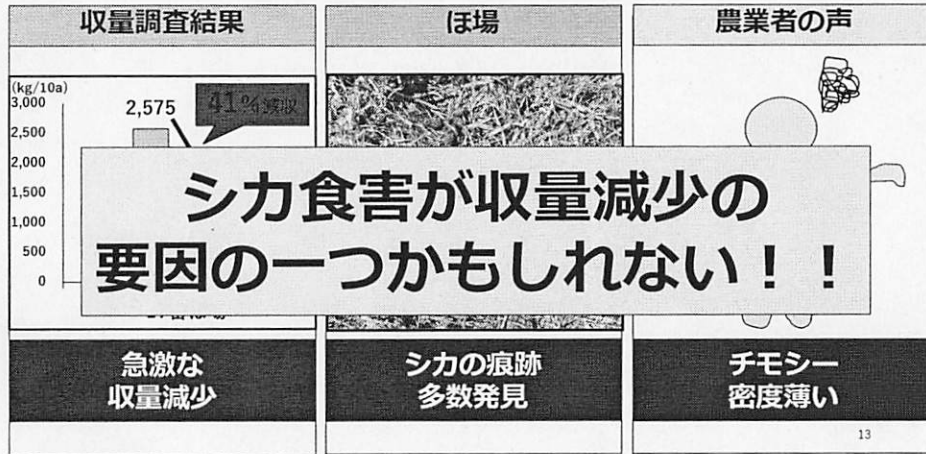 収量調査結果
(kg/10a)
3,000
2,500
2,000
1,500
1,000
500
0
2,575
41%減収
急激な
収量減少
ほ場
シカの痕跡
多数発見
農業者の声
チモシー
密度薄い
シカ食害が収量減少の
要因の一つかもしれない！！
13